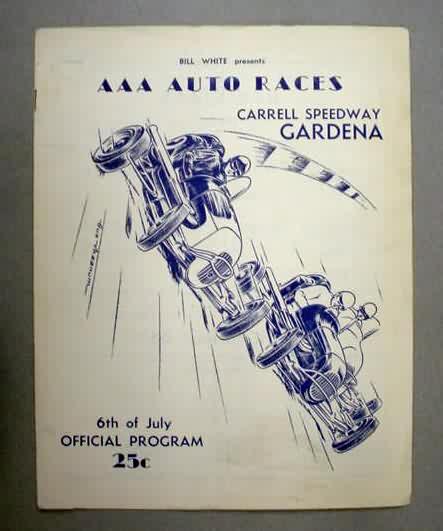 BILL WHITE presents
AAA AUTO RACES
CARRELL SPEEDWAY
GARDENA
6th of July
OFFICIAL PROGRAM
25c